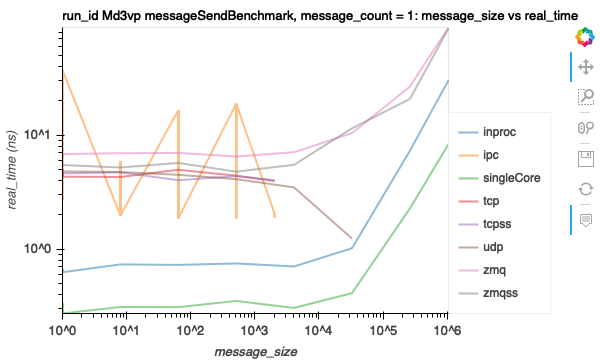 run_id Md3vp messageSendBenchmark, message_count = 1: message_size vs real_time
real_time (ns)
10^1
10^0
10^0
10^1
10^2
10^3
10^4
10^5
10^6
message_size
inproc
ipc
singleCore
tcp
tcpss
udp
zmq
zmqss